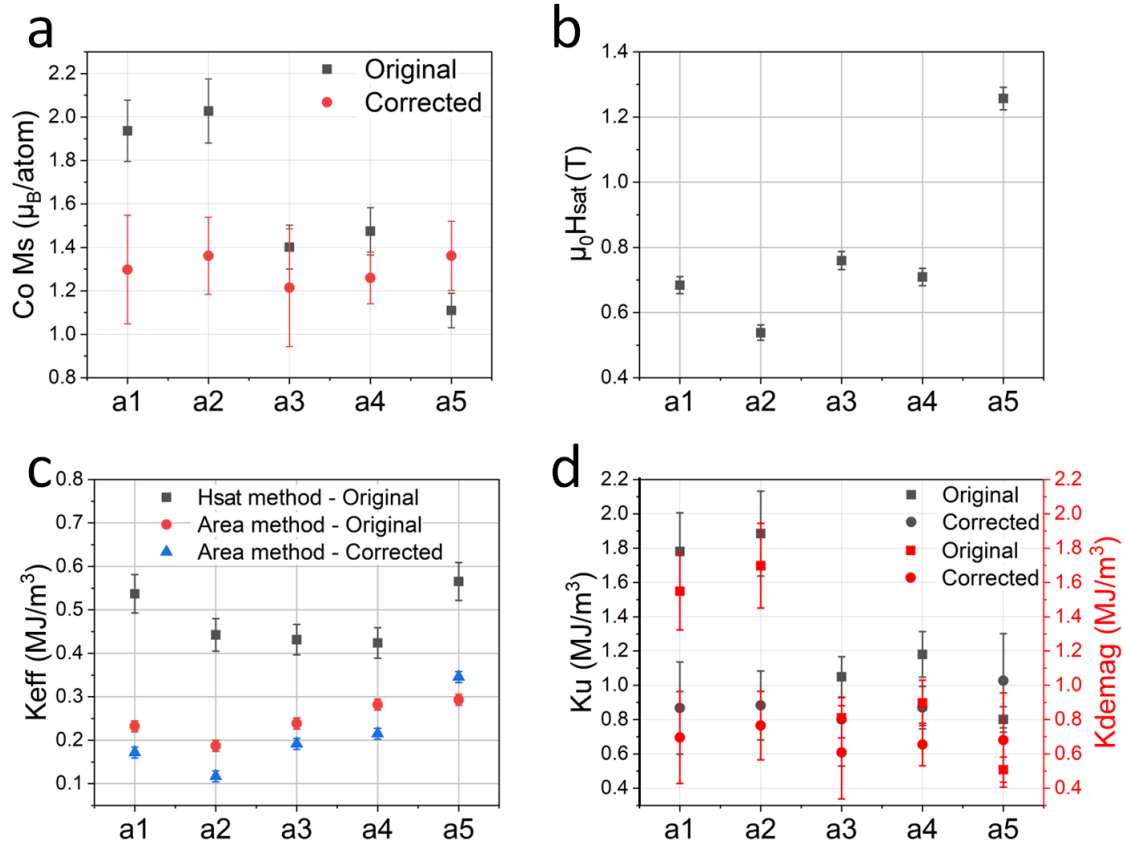 a
Original
Corrected
Co Ms (μB/atom)
2.2
2.0
1.8
1.6
1.4
1.2
1.0
0.8
a1 a2 a3 a4 a5
b
μ0Hsat (T)
1.4
1.2
1.0
0.8
0.6
0.4
a1 a2 a3 a4 a5
c
Hsat method - Original
Area method - Original
Area method - Corrected
Keff (MJ/m³)
0.8
0.7
0.6
0.5
0.4
0.3
0.2
0.1
a1 a2 a3 a4 a5
d
Original
Corrected
Original
Corrected
Ku (MJ/m³)
2.2
2.0
1.8
1.6
1.4
1.2
1.0
0.8
0.6
0.4
a1 a2 a3 a4 a5
2.2
2.0
1.8
1.6
1.4
1.2
1.0
0.8
0.6
0.4
Kdemag (MJ/m³)